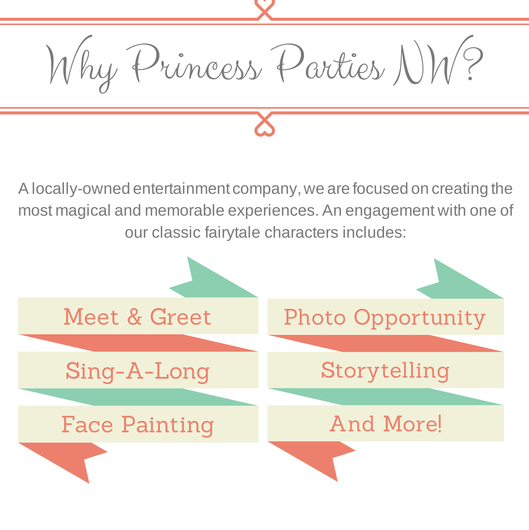 Why Princess Parties NW?
A locally-owned entertainment company, we are focused on creating the
most magical and memorable experiences. An engagement with one of
our classic fairytale characters includes:
Meet & Greet
Sing-A-Long
Face Painting
Photo Opportunity
Storytelling
And More!